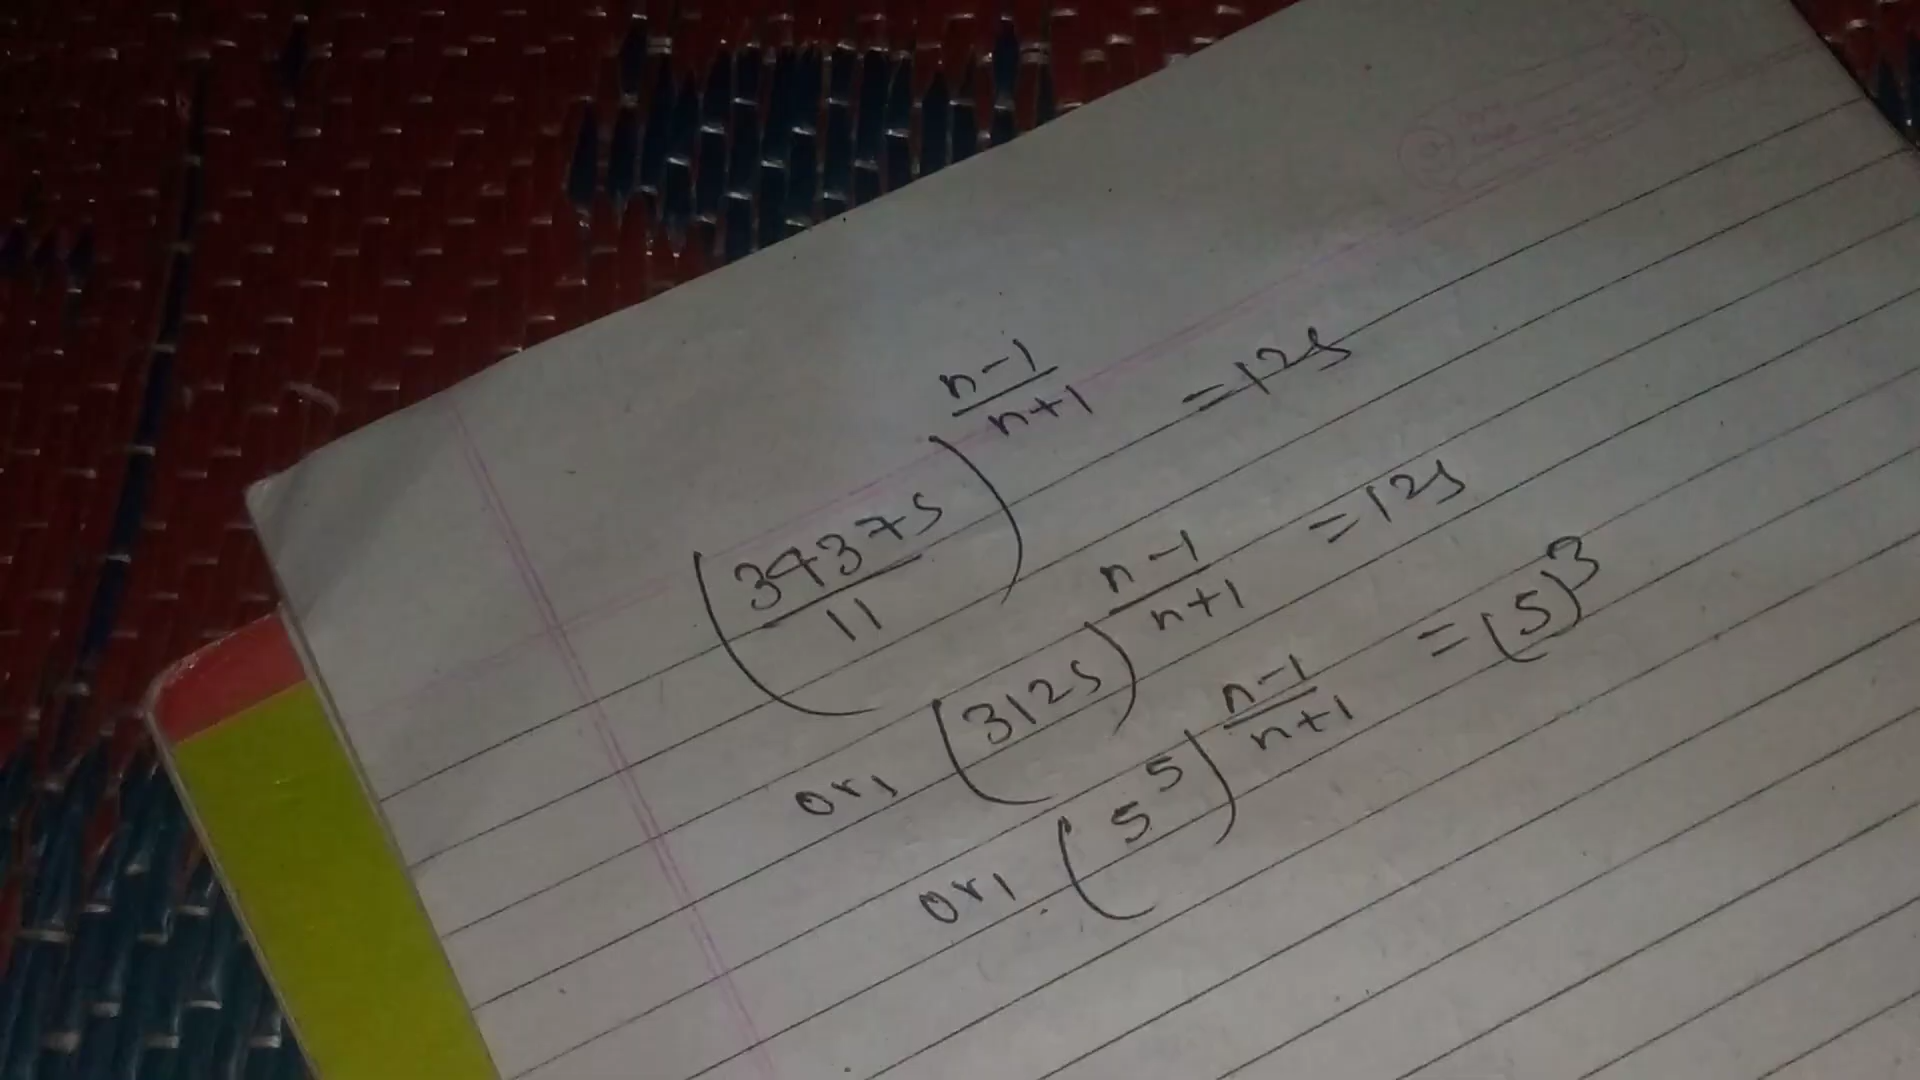 (34375/11)^((n-1)/(n+1)) = 125
or, (3125)^((n-1)/(n+1)) = 125
or, (5^5)^((n-1)/(n+1)) = (5)^3